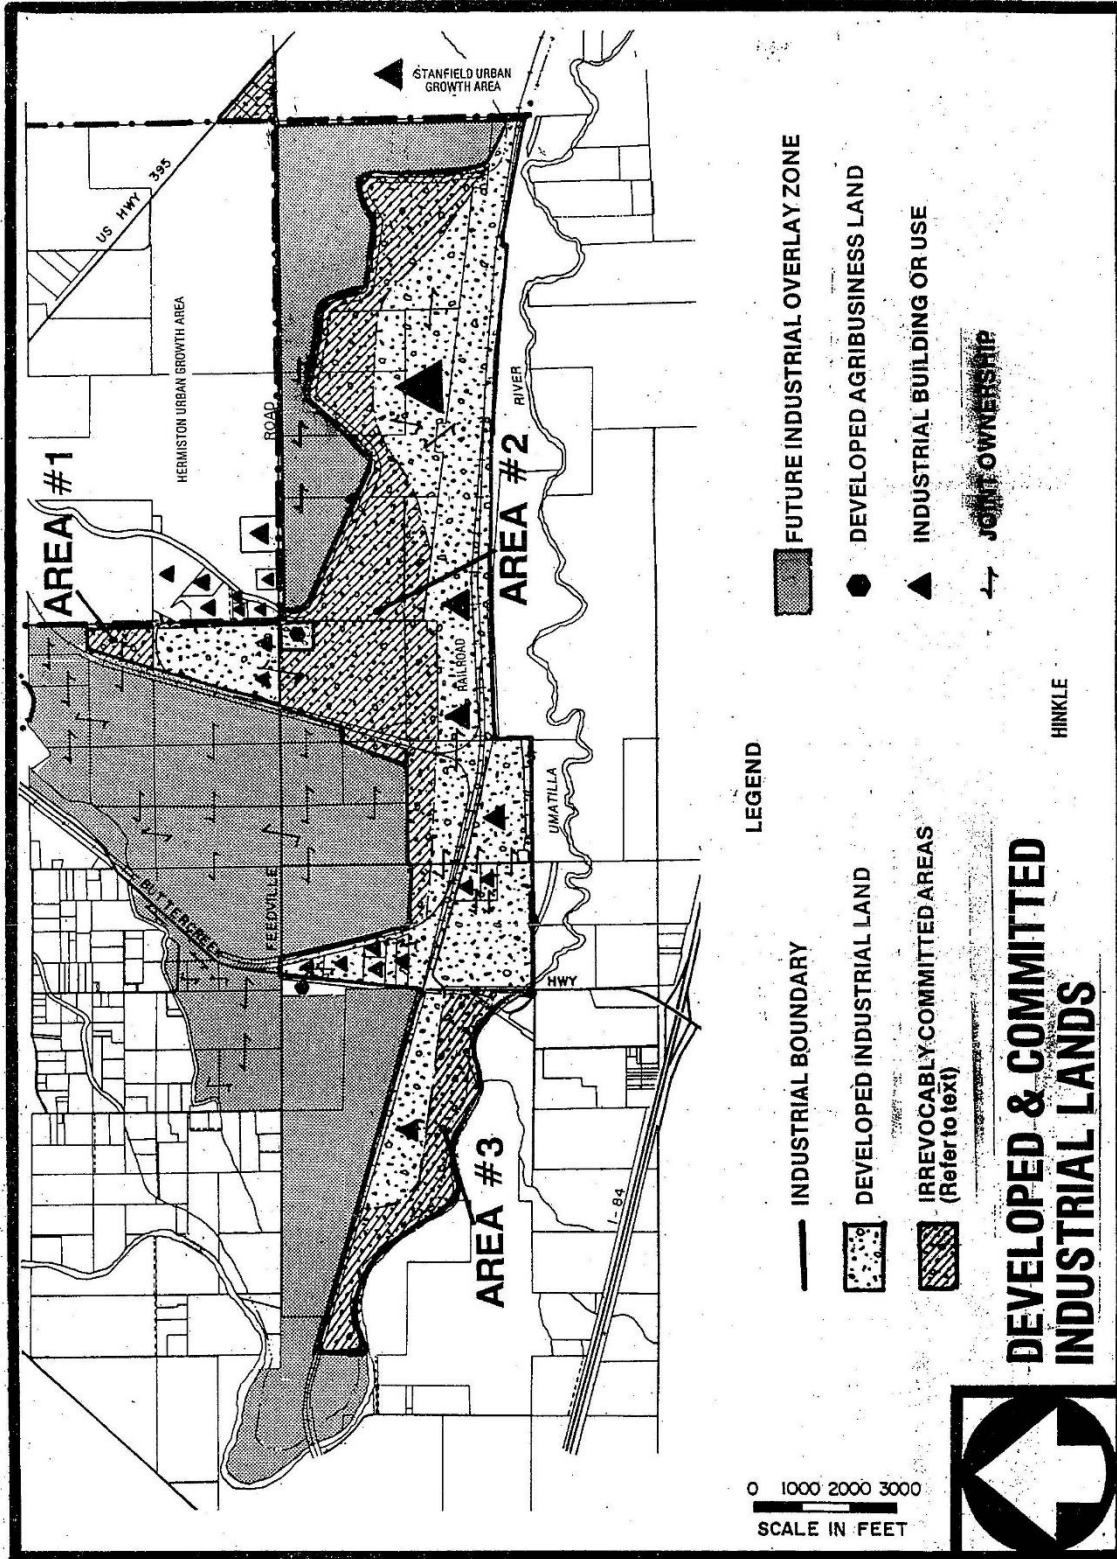 US HWY 395
STANFIELD URBAN
GROWTH AREA
HERMISTON URBAN GROWTH AREA
ROAD
AREA #1
AREA #2
RAILROAD
RIVER
UMATILLA
BUTTERCREEK
FEEDVILLE
HWY
AREA #3
I-84
LEGEND
INDUSTRIAL BOUNDARY
DEVELOPED INDUSTRIAL LAND
IRREVOCABLY COMMITTED AREAS
(Refer to text)
FUTURE INDUSTRIAL OVERLAY ZONE
DEVELOPED AGRIBUSINESS LAND
INDUSTRIAL BUILDING OR USE
JOINT OWNERSHIP
HINKLE
DEVELOPED & COMMITTED
INDUSTRIAL LANDS
0 1000 2000 3000
SCALE IN FEET